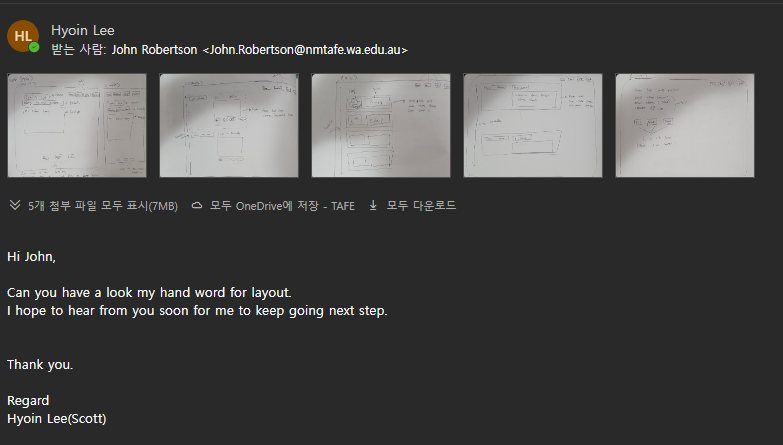 HL
Hyoin Lee
받는 사람: John Robertson <John.Robertson@nmtafe.wa.edu.au>
5개 첨부 파일 모두 표시(7MB) 모두 OneDrive에 저장 - TAFE 모두 다운로드
Hi John,
Can you have a look my hand word for layout.
I hope to hear from you soon for me to keep going next step.
Thank you.
Regard
Hyoin Lee(Scott)